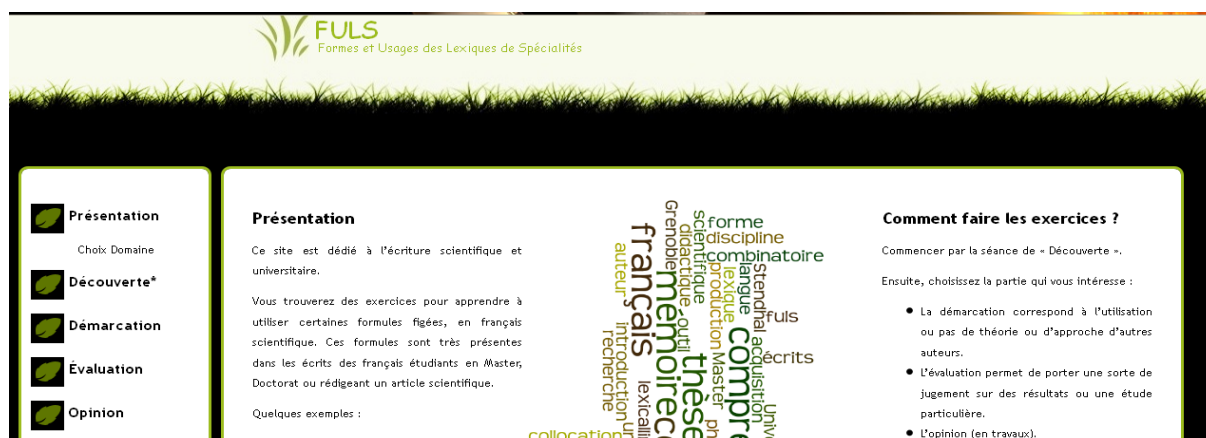 FULS
Formes et Usages des Lexiques de Spécialités
Présentation
Choix Domaine
Découverte*
Démarcation
Évaluation
Opinion
Présentation
Ce site est dédié à l'écriture scientifique et
universitaire.
Vous trouverez des exercices pour apprendre à
utiliser certaines formules figées, en français
scientifique. Ces formules sont très présentes
dans les écrits des français étudiants en Master,
Doctorat ou rédigeant un article scientifique.
Quelques exemples :
Grenoble
scientifique
didactique
forme
discipline
combinatoire
auteur
français
mémoire
outil
production
lexique
langue
Stendhal
fuls
introduction
recherche
thèse
Master
acquisition
écrits
collocation
Comment faire les exercices ?
Commencer par la séance de « Découverte ».
Ensuite, choisissez la partie qui vous intéresse :
● La démarcation correspond à l'utilisation
ou pas de théorie ou d'approche d'autres
auteurs.
● L'évaluation permet de porter une sorte de
jugement sur des résultats ou une étude
particulière.
● L'opinion (en travaux).